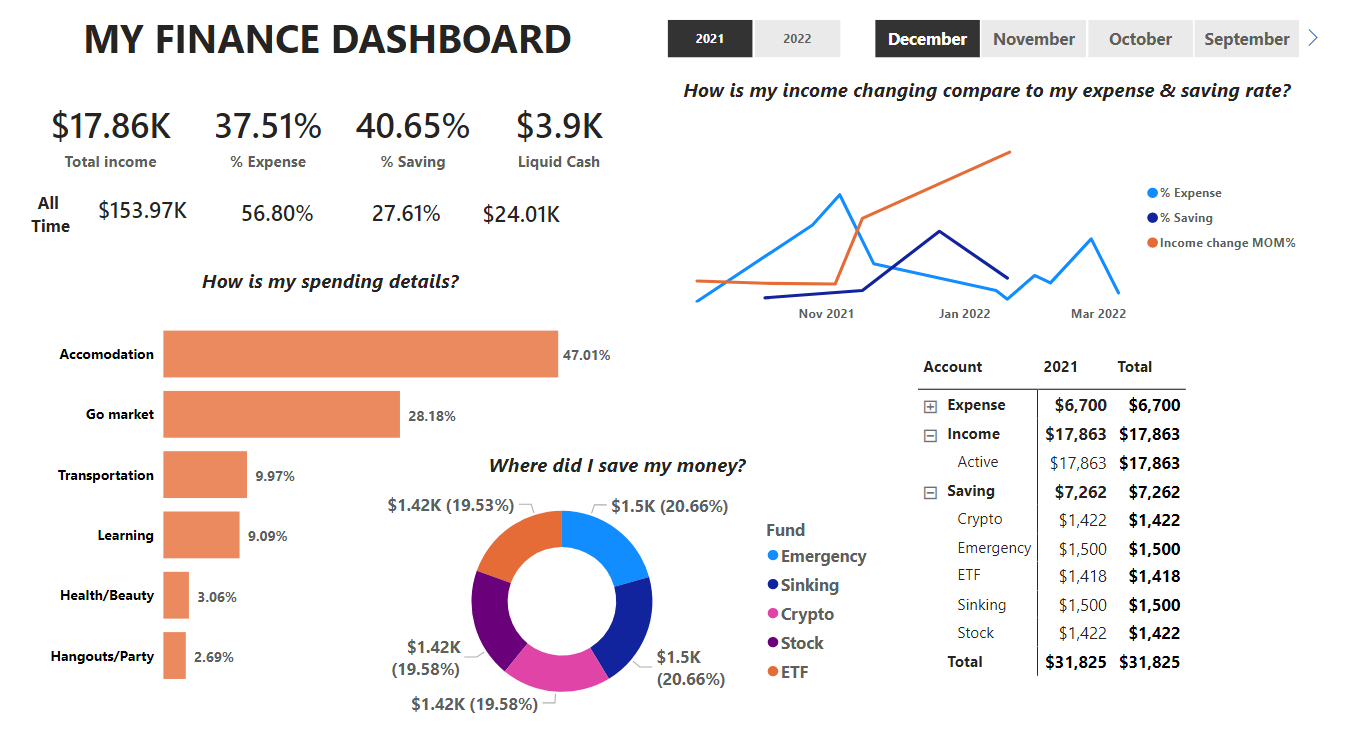 MY FINANCE DASHBOARD
2021
2022
December
November
October
September
How is my income changing compare to my expense & saving rate?
$17.86K
37.51%
40.65%
$3.9K
Total income
% Expense
% Saving
Liquid Cash
All
Time
$153.97K
56.80%
27.61%
$24.01K
% Expense
% Saving
Income change MOM%
Nov 2021
Jan 2022
Mar 2022
How is my spending details?
Accomodation
47.01%
Go market
28.18%
Transportation
9.97%
Learning
9.09%
Health/Beauty
3.06%
Hangouts/Party
2.69%
Where did I save my money?
$1.42K (19.53%)
$1.5K (20.66%)
$1.42K
(19.58%)
$1.5K
(20.66%)
$1.42K (19.58%)
Fund
Emergency
Sinking
Crypto
Stock
ETF
Account 2021 Total
Expense $6,700 $6,700
Income $17,863 $17,863
Active $17,863 $17,863
Saving $7,262 $7,262
Crypto $1,422 $1,422
Emergency $1,500 $1,500
ETF $1,418 $1,418
Sinking $1,500 $1,500
Stock $1,422 $1,422
Total $31,825 $31,825